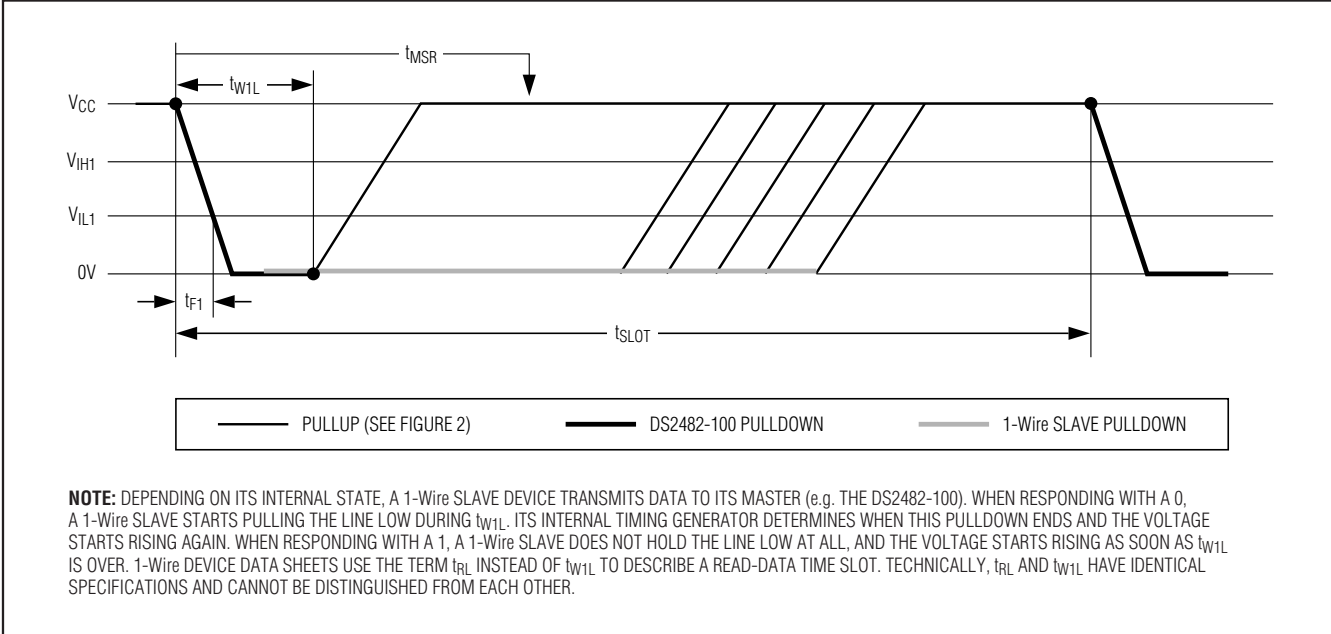 tMSR
tW1L
VCC
VIH1
VIL1
0V
tF1
tSLOT
PULLUP (SEE FIGURE 2)
DS2482-100 PULLDOWN
1-Wire SLAVE PULLDOWN
NOTE: DEPENDING ON ITS INTERNAL STATE, A 1-Wire SLAVE DEVICE TRANSMITS DATA TO ITS MASTER (e.g. THE DS2482-100). WHEN RESPONDING WITH A 0,
A 1-Wire SLAVE STARTS PULLING THE LINE LOW DURING tW1L. ITS INTERNAL TIMING GENERATOR DETERMINES WHEN THIS PULLDOWN ENDS AND THE VOLTAGE
STARTS RISING AGAIN. WHEN RESPONDING WITH A 1, A 1-Wire SLAVE DOES NOT HOLD THE LINE LOW AT ALL, AND THE VOLTAGE STARTS RISING AS SOON AS tW1L
IS OVER. 1-Wire DEVICE DATA SHEETS USE THE TERM tRL INSTEAD OF tW1L TO DESCRIBE A READ-DATA TIME SLOT. TECHNICALLY, tRL AND tW1L HAVE IDENTICAL
SPECIFICATIONS AND CANNOT BE DISTINGUISHED FROM EACH OTHER.